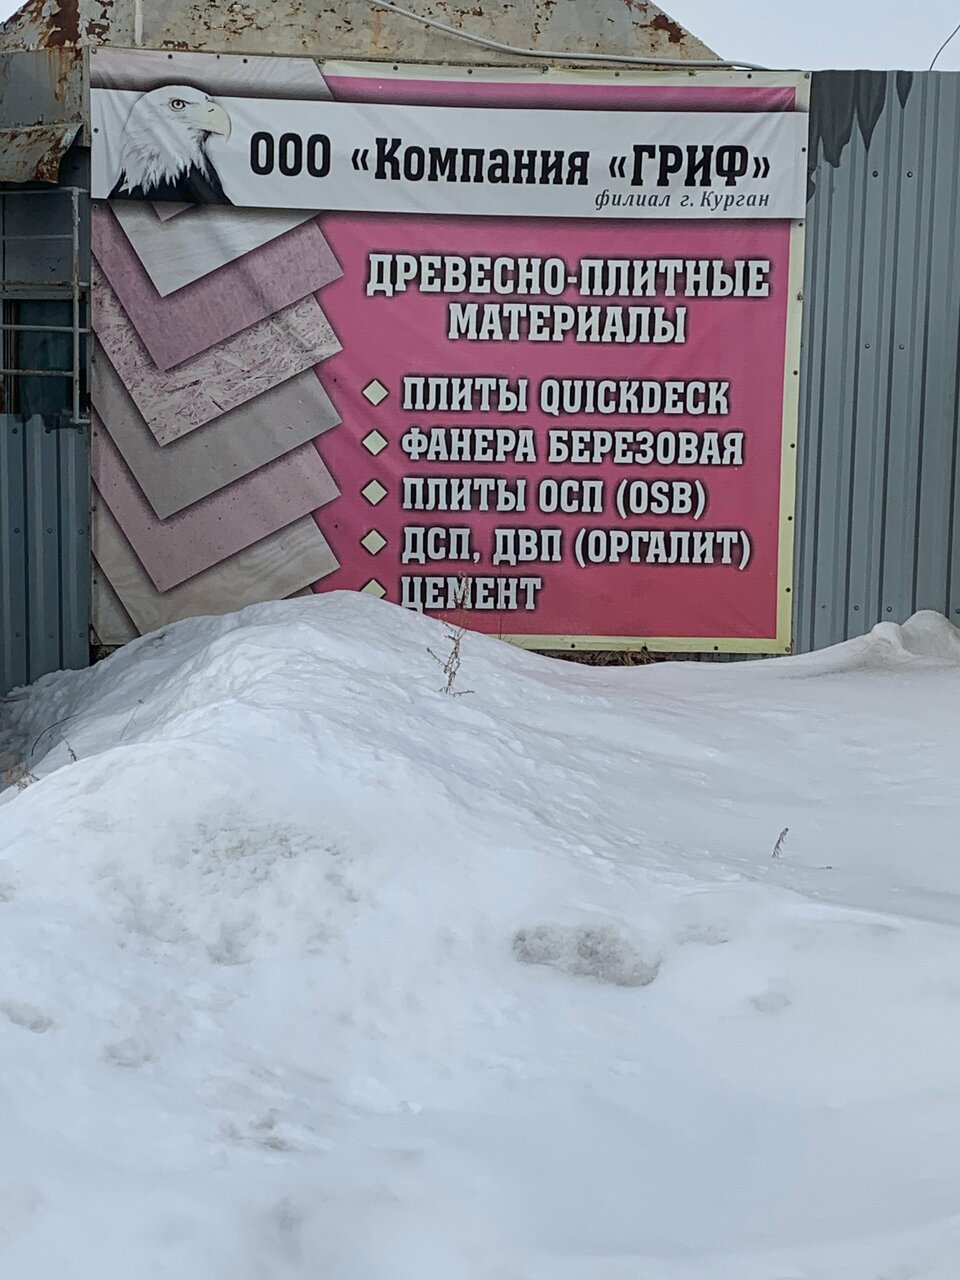 ООО «Компания «ГРИФ»
филиал г. Курган
ДРЕВЕСНО-ПЛИТНЫЕ
МАТЕРИАЛЫ
ПЛИТЫ QUICKDECK
ФАНЕРА БЕРЕЗОВАЯ
ПЛИТЫ ОСП (OSB)
ДСП, ДВП (ОРГАЛИТ)
ЦЕМЕНТ